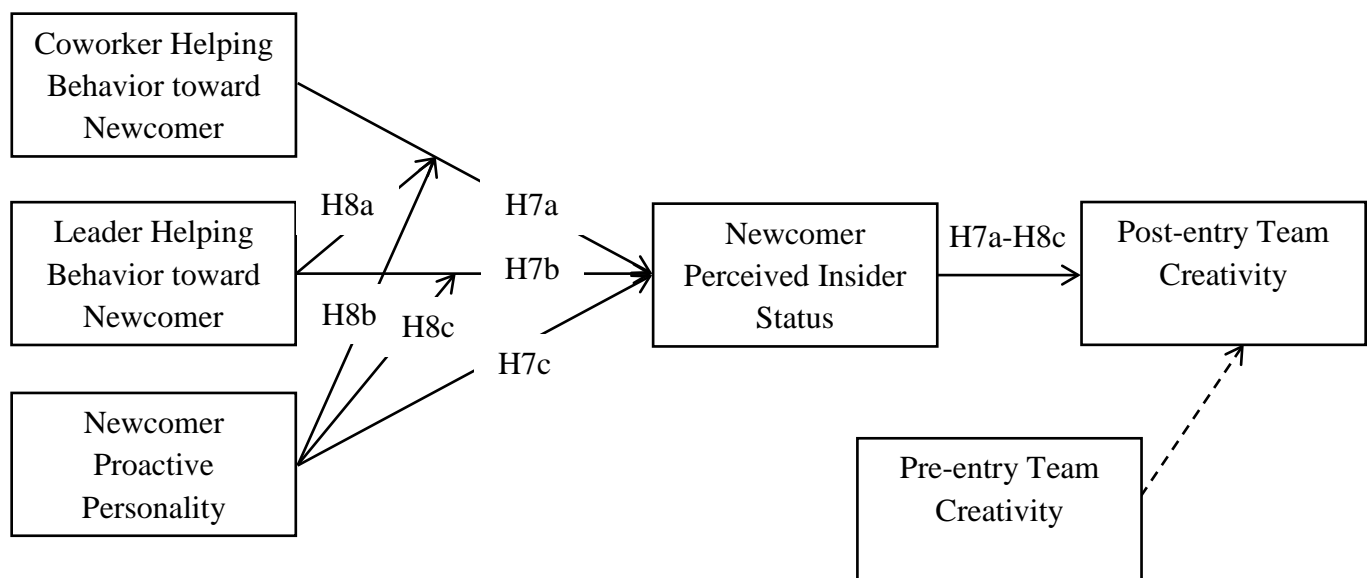 Coworker Helping
Behavior toward
Newcomer
Leader Helping
Behavior toward
Newcomer
Newcomer
Proactive
Personality
H8a
H8b
H8c
H7a
H7b
H7c
Newcomer
Perceived Insider
Status
H7a-H8c
Post-entry Team
Creativity
Pre-entry Team
Creativity